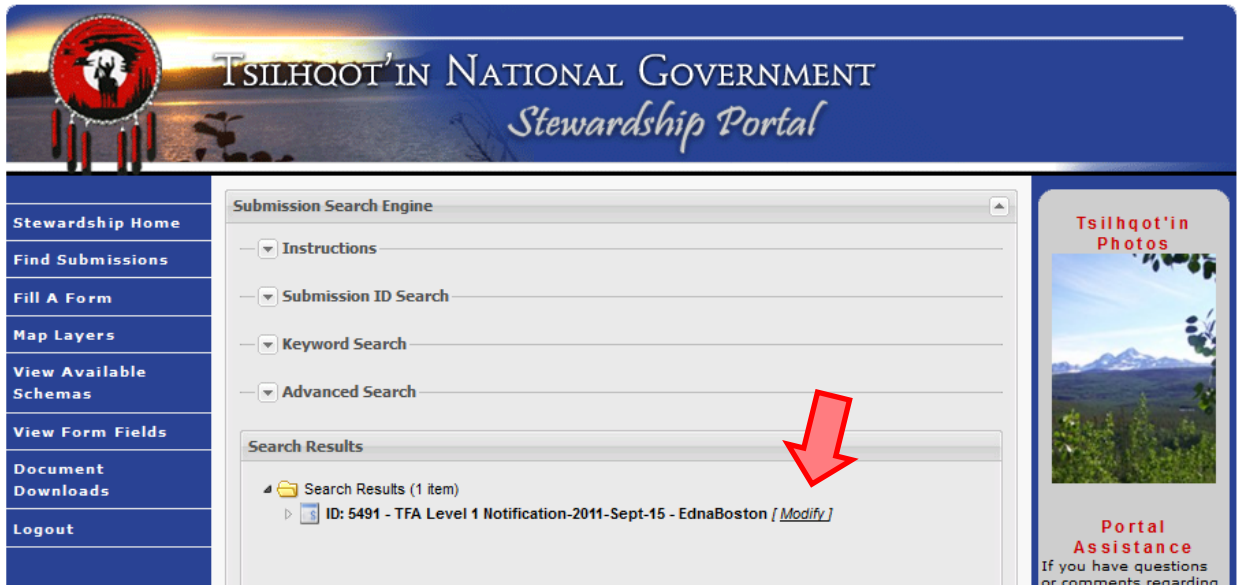 TSILHQOT'IN NATIONAL GOVERNMENT
Stewardship Portal
Stewardship Home
Find Submissions
Fill A Form
Map Layers
View Available
Schemas
View Form Fields
Document
Downloads
Logout
Submission Search Engine
Instructions
Submission ID Search
Keyword Search
Advanced Search
Search Results
Search Results (1 item)
ID: 5491 - TFA Level 1 Notification-2011-Sept-15 - EdnaBoston [ Modify ]
Tsilhqot'in
Photos
Portal
Assistance
If you have questions
or comments regarding